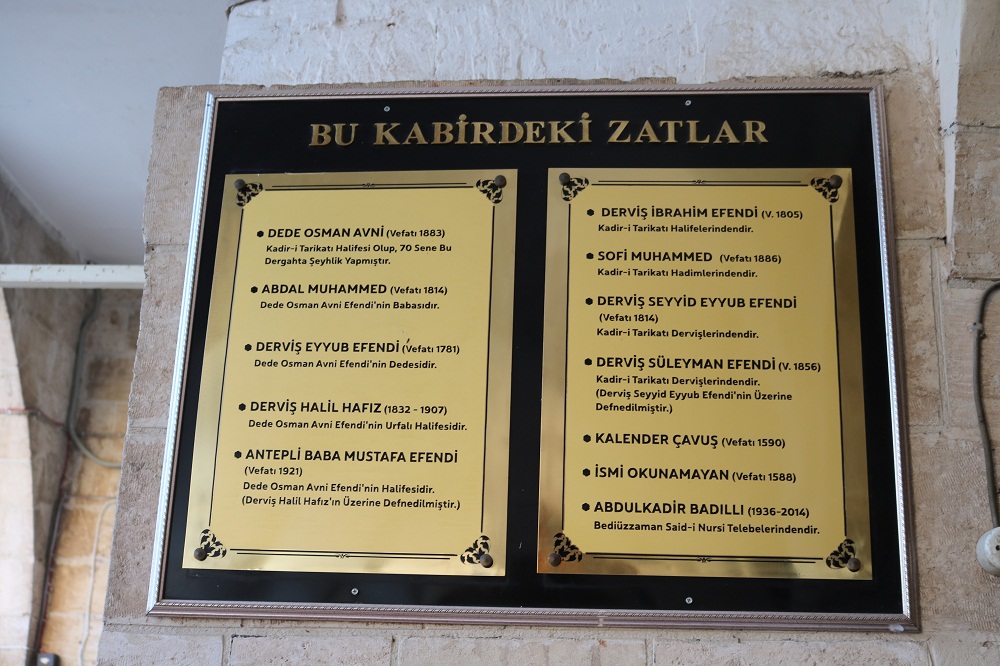 BU KABİRDEKİ ZATLAR
DEDE OSMAN AVNİ (Vefatı 1883)
Kadir-i Tarikatı Halifesi Olup, 70 Sene Bu
Dergahta Şeyhlik Yapmıştır.
ABDAL MUHAMMED (Vefatı 1814)
Dede Osman Avni Efendi'nin Babasıdır.
DERVİŞ EYYUB EFENDİ (Vefatı 1781)
Dede Osman Avni Efendi'nin Dedesidir.
DERVİŞ HALİL HAFIZ (1832 - 1907)
Dede Osman Avni Efendi'nin Urfalı Halifesidir.
ANTEPLİ BABA MUSTAFA EFENDİ
(Vefatı 1921)
Dede Osman Avni Efendi'nin Halifesidir.
(Derviş Halil Hafız'ın Üzerine Defnedilmiştir.)
DERVİŞ İBRAHİM EFENDİ (V. 1805)
Kadir-i Tarikatı Halifelerindendir.
SOFİ MUHAMMED (Vefatı 1886)
Kadir-i Tarikatı Hadimlerindendir.
DERVİŞ SEYYİD EYYUB EFENDİ
(Vefatı 1814)
Kadir-i Tarikatı Dervişlerindendir.
DERVİŞ SÜLEYMAN EFENDİ (V. 1856)
Kadir-i Tarikatı Dervişlerindendir.
(Derviş Seyyid Eyyub Efendi'nin Üzerine
Defnedilmiştir.)
KALENDER ÇAVUŞ (Vefatı 1590)
İSMİ OKUNAMAYAN (Vefatı 1588)
ABDULKADİR BADILLI (1936-2014)
Bediüzzaman Said-i Nursi Telebelerindendir.